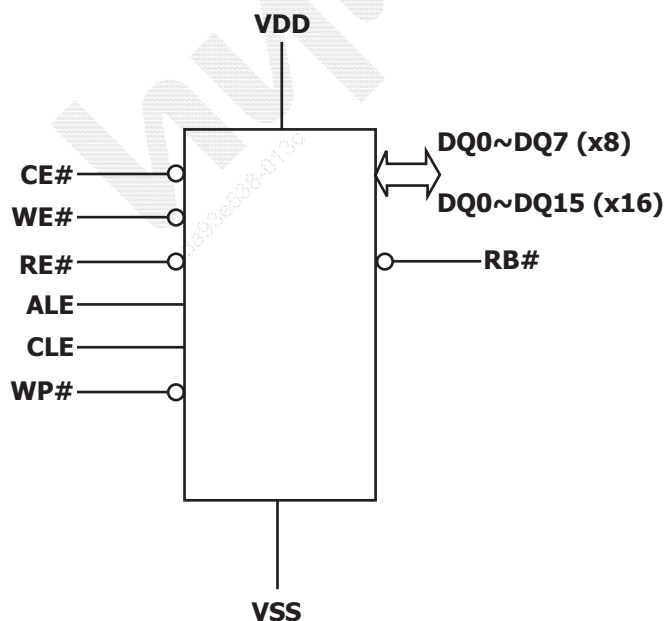 VDD
DQ0~DQ7 (x8)
CE#
WE#
DQ0~DQ15 (x16)
RE#
RB#
ALE
CLE
WP#
VSS